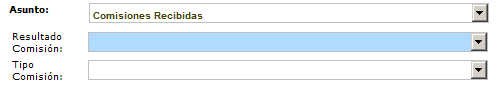 Asunto: Comisiones Recibidas
Resultado
Comisión:
Tipo
Comisión: